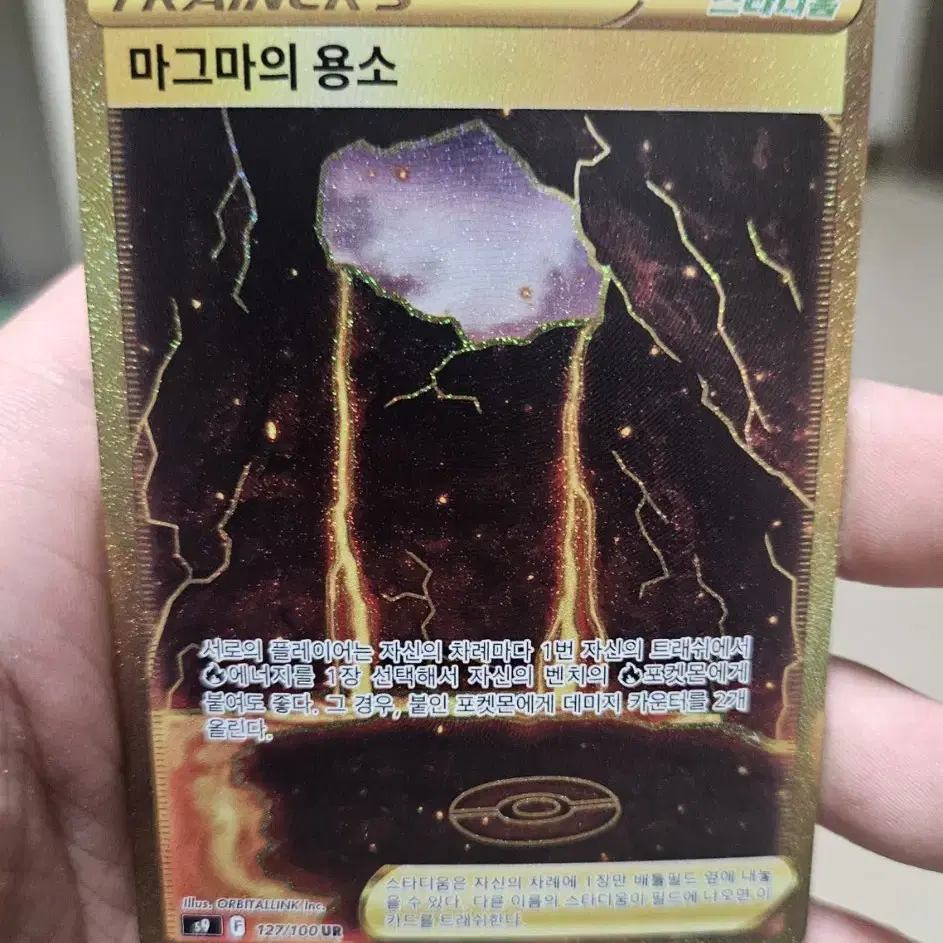 TRAINER'S
스타디움
마그마의 용소
서로의 플레이어는 자신의 차례마다 1번 자신의 트래쉬에서
에너지를 1장 선택해서 자신의 벤치의 포켓몬에게
붙여도 좋다. 그 경우, 붙인 포켓몬에게 데미지 카운터를 2개
올린다.
스타디움은 자신의 차례에 1장만 배틀필드 옆에 내놓
을 수 있다. 다른 이름의 스타디움이 필드에 나오면 이
카드를 트래쉬한다.
Illus. ORBITALLINK Inc.
s9 F 127/100 UR